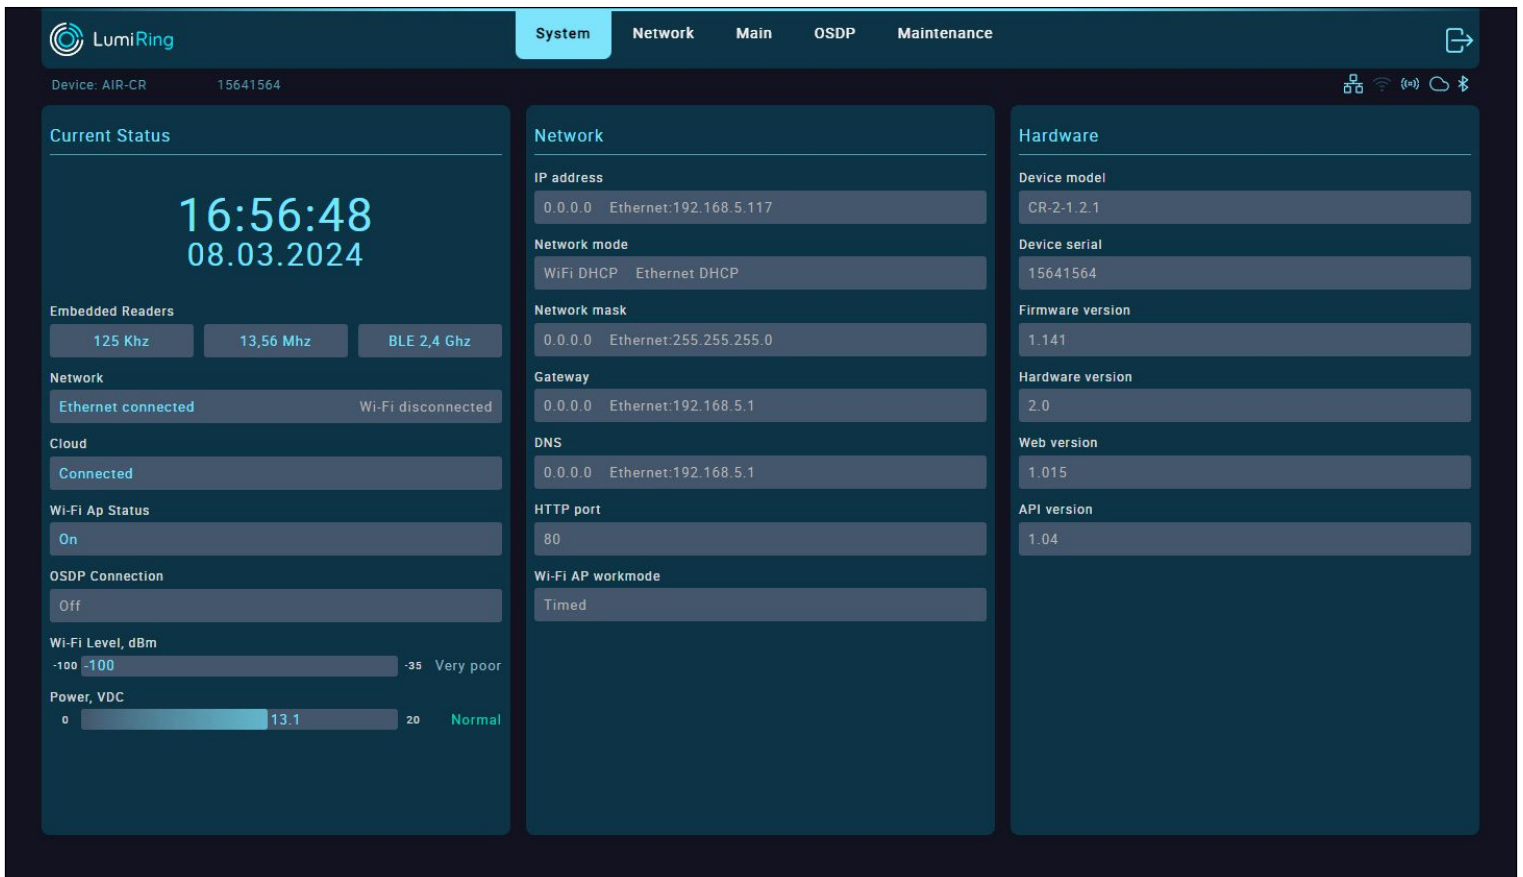 LumiRing
System Network Main OSDP Maintenance
Device: AIR-CR 15641564
Current Status
16:56:48
08.03.2024
Embedded Readers
125 Khz 13,56 Mhz BLE 2,4 Ghz
Network
Ethernet connected Wi-Fi disconnected
Cloud
Connected
Wi-Fi Ap Status
On
OSDP Connection
Off
Wi-Fi Level, dBm
-100 -100 -35 Very poor
Power, VDC
0 13.1 20 Normal
Network
IP address
0.0.0.0 Ethernet:192.168.5.117
Network mode
WiFi DHCP Ethernet DHCP
Network mask
0.0.0.0 Ethernet:255.255.255.0
Gateway
0.0.0.0 Ethernet:192.168.5.1
DNS
0.0.0.0 Ethernet:192.168.5.1
HTTP port
80
Wi-Fi AP workmode
Timed
Hardware
Device model
CR-2-1.2.1
Device serial
15641564
Firmware version
1.141
Hardware version
2.0
Web version
1.015
API version
1.04